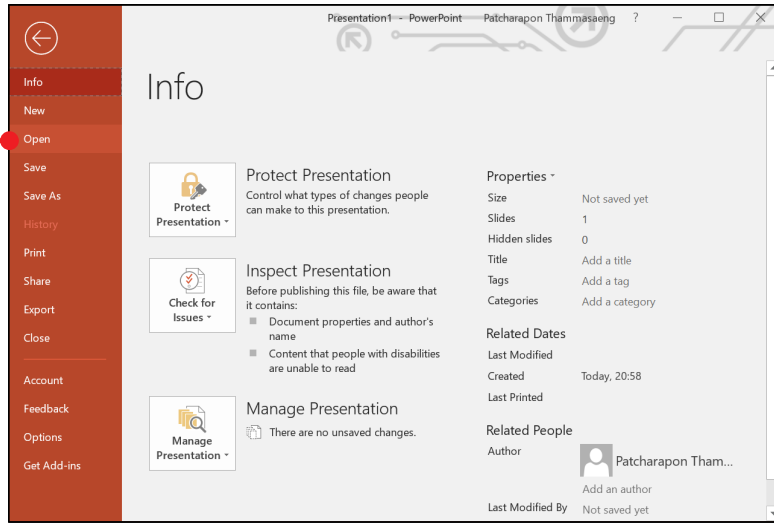 Presentation1 - PowerPoint
Patcharapon Thammasaeng
?
Info
New
Open
Save
Save As
History
Print
Share
Export
Close
Account
Feedback
Options
Get Add-ins
Info
Protect
Presentation
Protect Presentation
Control what types of changes people
can make to this presentation.
Check for
Issues
Inspect Presentation
Before publishing this file, be aware that
it contains:
Document properties and author's
name
Content that people with disabilities
are unable to read
Manage
Presentation
Manage Presentation
There are no unsaved changes.
Properties
Size Not saved yet
Slides 1
Hidden slides 0
Title Add a title
Tags Add a tag
Categories Add a category
Related Dates
Last Modified
Created Today, 20:58
Last Printed
Related People
Author Patcharapon Tham...
Add an author
Last Modified By Not saved yet